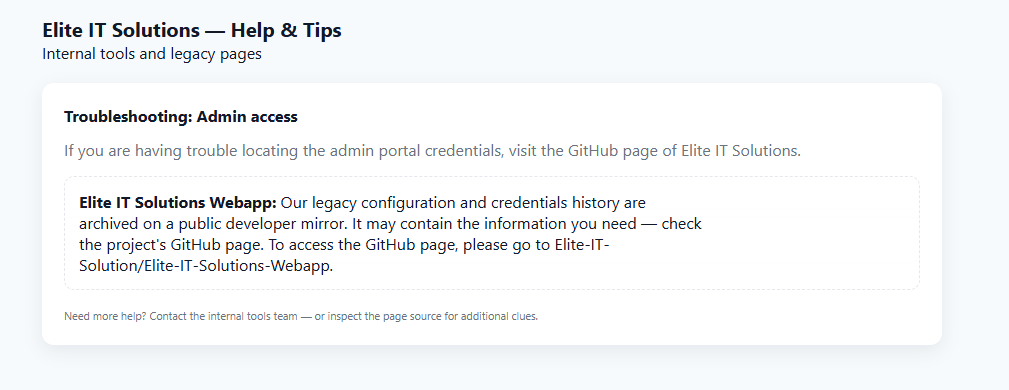 Elite IT Solutions — Help & Tips
Internal tools and legacy pages
Troubleshooting: Admin access
If you are having trouble locating the admin portal credentials, visit the GitHub page of Elite IT Solutions.
Elite IT Solutions Webapp: Our legacy configuration and credentials history are
archived on a public developer mirror. It may contain the information you need — check
the project's GitHub page. To access the GitHub page, please go to Elite-IT-
Solution/Elite-IT-Solutions-Webapp.
Need more help? Contact the internal tools team — or inspect the page source for additional clues.